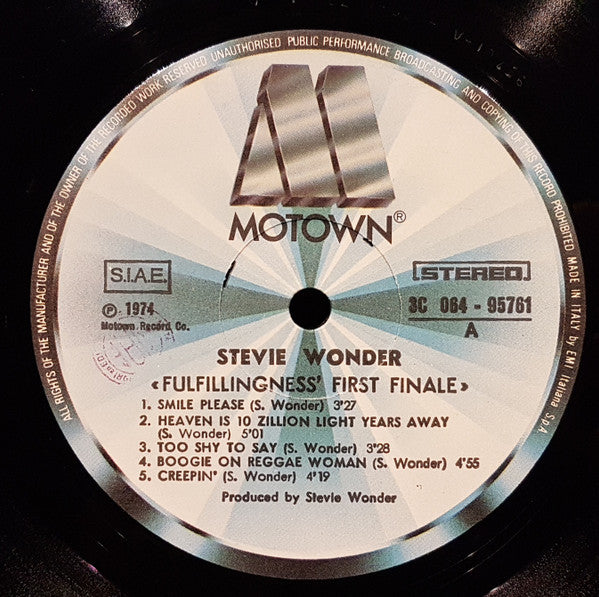 ALL RIGHTS OF THE MANUFACTURER AND OF THE OWNER OF THE RECORDED WORK RESERVED UNAUTHORISED PUBLIC PERFORMANCE BROADCASTING AND COPYING OF THIS RECORD PROHIBITED MADE IN ITALY by EMI Italiana S.p.A.
MOTOWN®
S.I.A.E.
STEREO
℗ 1974
Motown Record Co.
3C 064 - 95761
A
STEVIE WONDER
«FULFILLINGNESS' FIRST FINALE»
1. SMILE PLEASE (S. Wonder) 3'27
2. HEAVEN IS 10 ZILLION LIGHT YEARS AWAY
(S. Wonder) 5'01
3. TOO SHY TO SAY (S. Wonder) 3'28
4. BOOGIE ON REGGAE WOMAN (S. Wonder) 4'55
5. CREEPIN' (S. Wonder) 4'19
Produced by Stevie Wonder